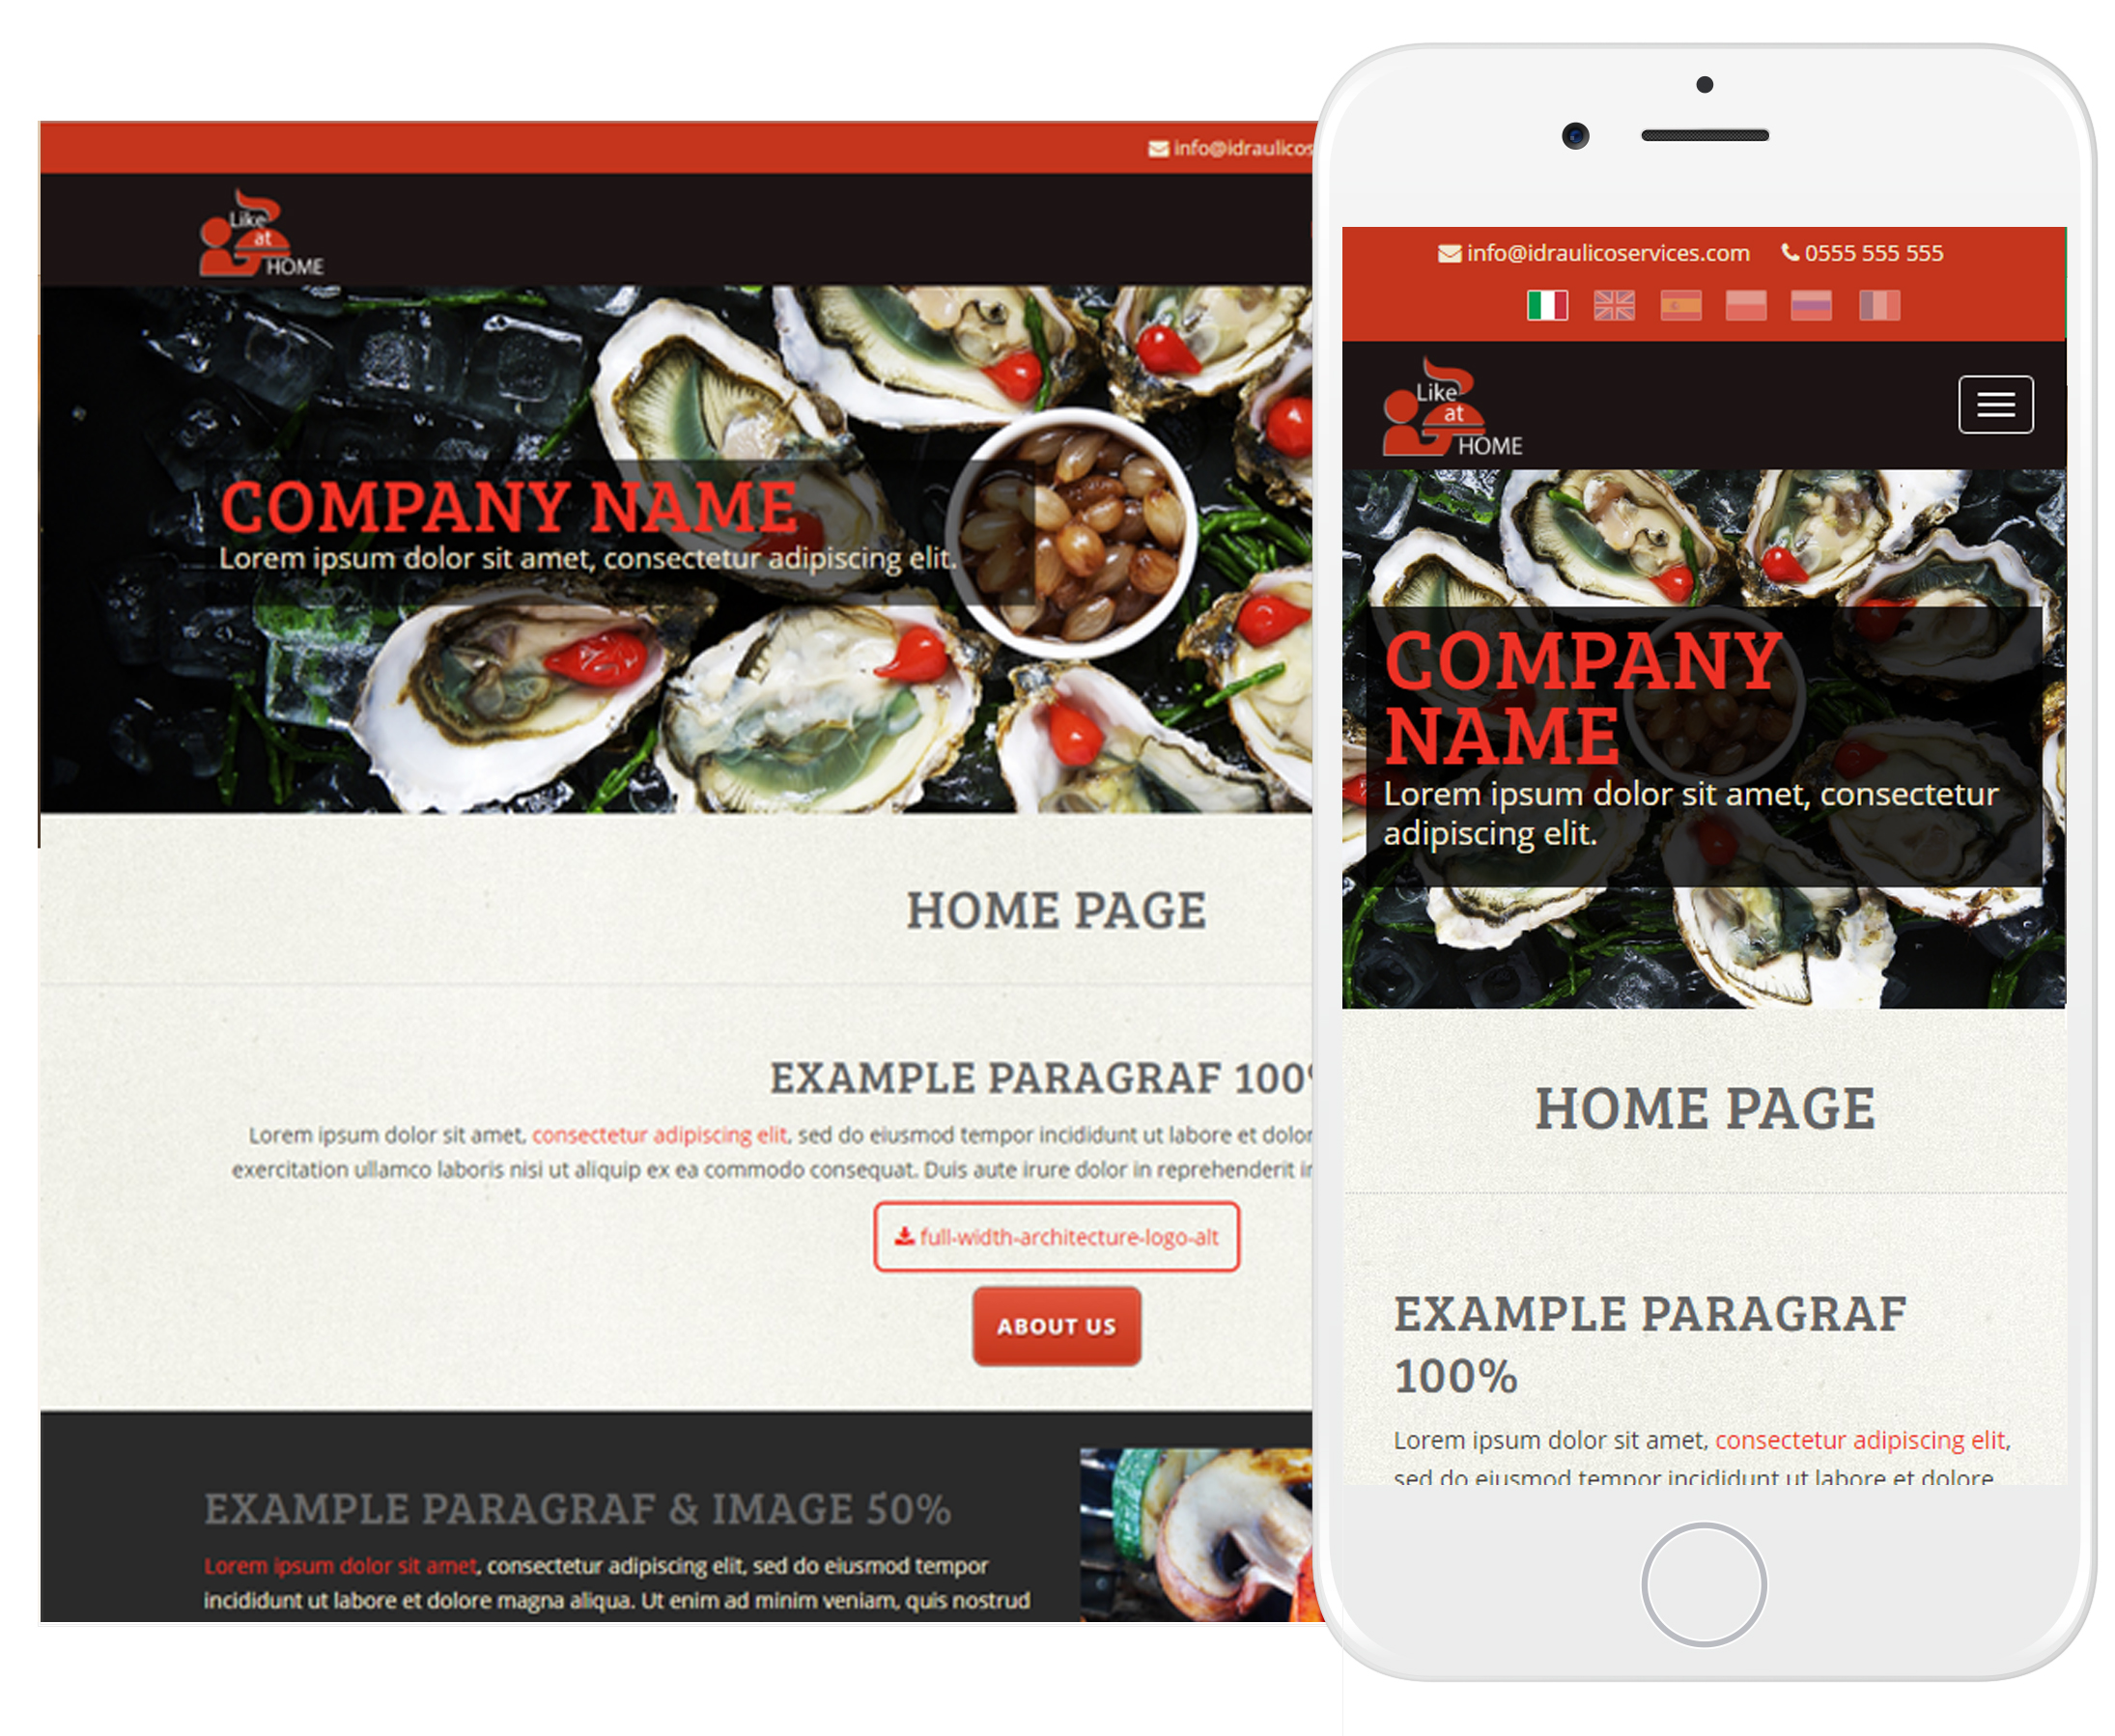 info@idraulicos
Like
at
HOME
COMPANY NAME
Lorem ipsum dolor sit amet, consectetur adipiscing elit.
HOME PAGE
EXAMPLE PARAGRAF 100%
Lorem ipsum dolor sit amet, consectetur adipiscing elit, sed do eiusmod tempor incididunt ut labore et dolor
exercitation ullamco laboris nisi ut aliquip ex ea commodo consequat. Duis aute irure dolor in reprehenderit in
full-width-architecture-logo-alt
ABOUT US
EXAMPLE PARAGRAF & IMAGE 50%
Lorem ipsum dolor sit amet, consectetur adipiscing elit, sed do eiusmod tempor
incididunt ut labore et dolore magna aliqua. Ut enim ad minim veniam, quis nostrud
info@idraulicoservices.com 0555 555 555
Like
at
HOME
COMPANY
NAME
Lorem ipsum dolor sit amet, consectetur
adipiscing elit.
HOME PAGE
EXAMPLE PARAGRAF
100%
Lorem ipsum dolor sit amet, consectetur adipiscing elit,
sed do eiusmod tempor incididunt ut labore et dolore